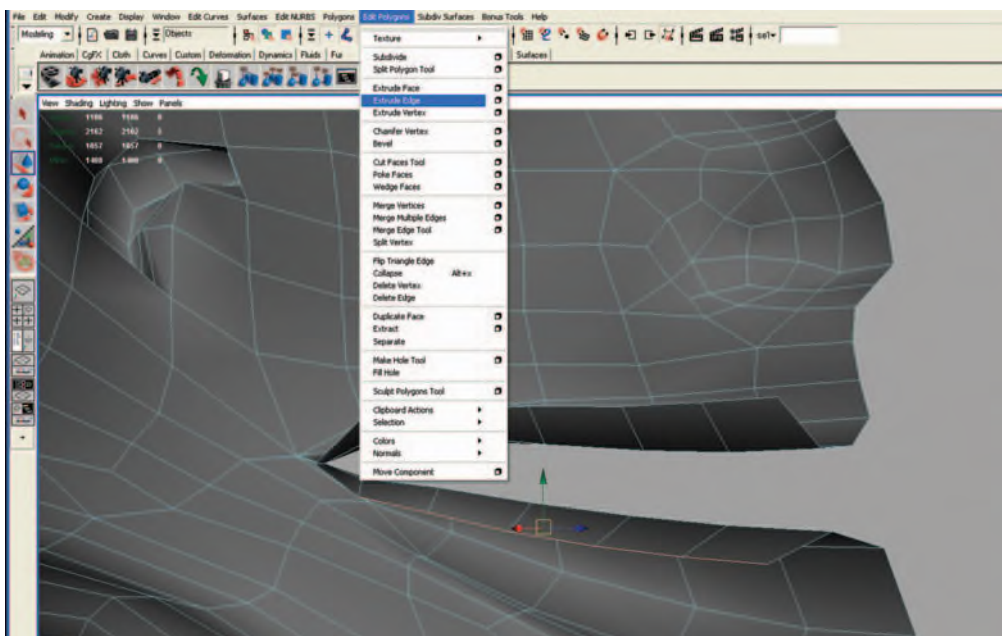 File Edit Modify Create Display Window Edit Curves Surfaces Edit NURBS Polygons Edit Polygons Subdiv Surfaces Bonus Tools Help
Modeling Objects sel
Animation CgFX Cloth Curves Custom Deformation Dynamics Fluids Fur Surfaces
View Shading Lighting Show Panels
1186 1186 0
2162 2162
1057 1057 0
1400 1400 0
Texture
Subdivide
Split Polygon Tool
Extrude Face
Extrude Edge
Extrude Vertex
Chamfer Vertex
Bevel
Cut Faces Tool
Poke Faces
Wedge Faces
Merge Vertices
Merge Multiple Edges
Merge Edge Tool
Split Vertex
Flip Triangle Edge
Collapse Alt+x
Delete Vertex
Delete Edge
Duplicate Face
Extract
Separate
Make Hole Tool
Fill Hole
Sculpt Polygons Tool
Clipboard Actions
Selection
Colors
Normals
Move Component